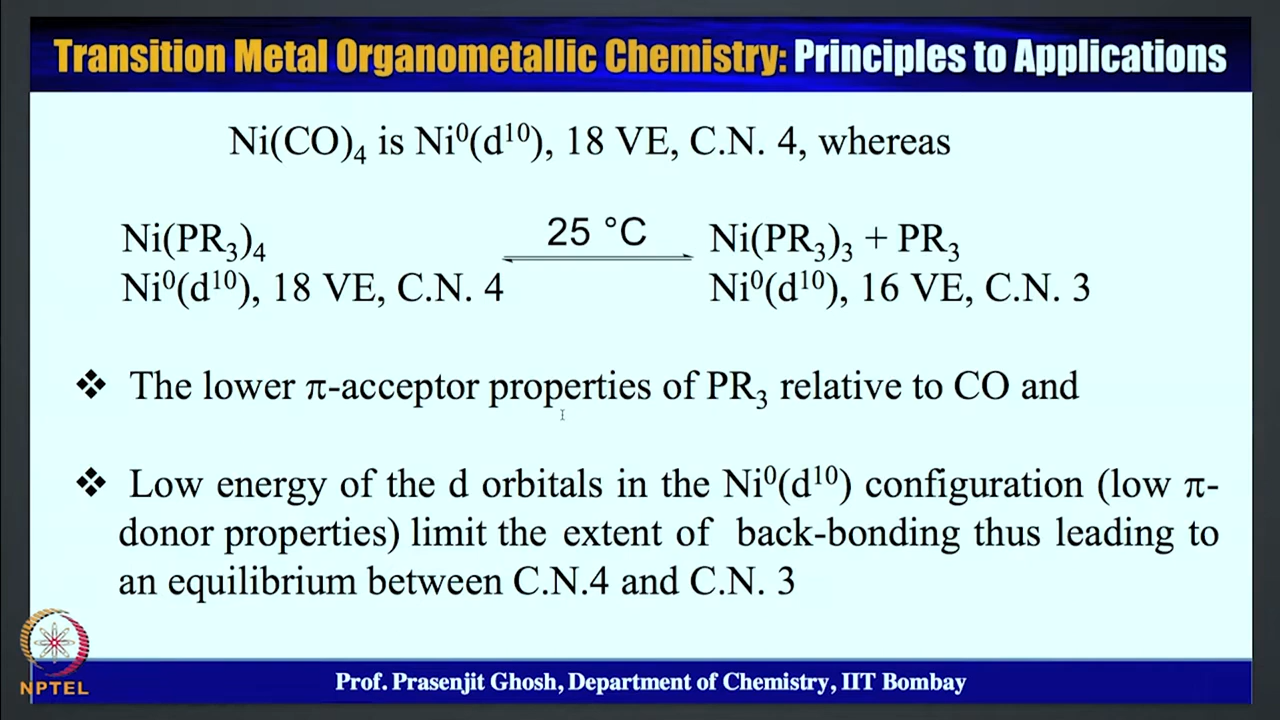 Transition Metal Organometallic Chemistry: Principles to Applications
Ni(CO)₄ is Ni⁰(d¹⁰), 18 VE, C.N. 4, whereas
Ni(PR₃)₄ 25 °C Ni(PR₃)₃ + PR₃
Ni⁰(d¹⁰), 18 VE, C.N. 4 Ni⁰(d¹⁰), 16 VE, C.N. 3
❖ The lower π-acceptor properties of PR₃ relative to CO and
❖ Low energy of the d orbitals in the Ni⁰(d¹⁰) configuration (low π-
donor properties) limit the extent of back-bonding thus leading to
an equilibrium between C.N.4 and C.N. 3
NPTEL
Prof. Prasenjit Ghosh, Department of Chemistry, IIT Bombay